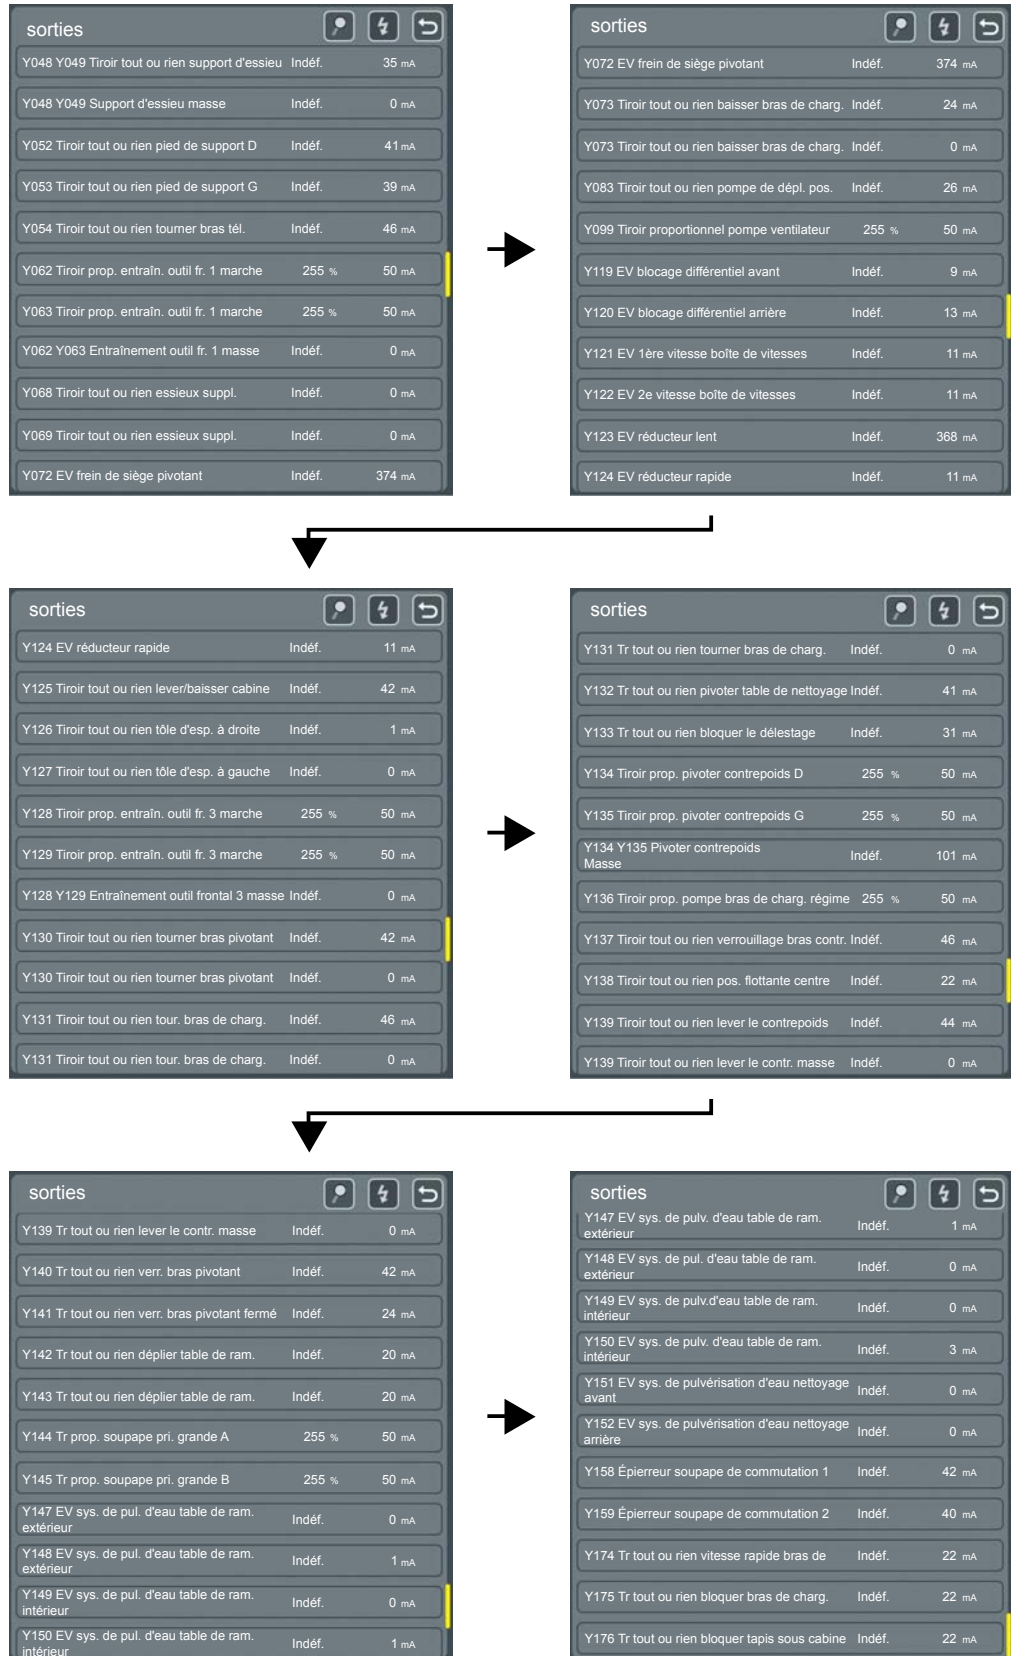 sorties
Y048 Y049 Tiroir tout ou rien support d'essieu Indéf. 35 mA
Y048 Y049 Support d'essieu masse Indéf. 0 mA
Y052 Tiroir tout ou rien pied de support D Indéf. 41 mA
Y053 Tiroir tout ou rien pied de support G Indéf. 39 mA
Y054 Tiroir tout ou rien tourner bras tél. Indéf. 46 mA
Y062 Tiroir prop. entraîn. outil fr. 1 marche 255 % 50 mA
Y063 Tiroir prop. entraîn. outil fr. 1 marche 255 % 50 mA
Y062 Y063 Entraînement outil fr. 1 masse Indéf. 0 mA
Y068 Tiroir tout ou rien essieux suppl. Indéf. 0 mA
Y069 Tiroir tout ou rien essieux suppl. Indéf. 0 mA
Y072 EV frein de siège pivotant Indéf. 374 mA
sorties
Y072 EV frein de siège pivotant Indéf. 374 mA
Y073 Tiroir tout ou rien baisser bras de charg. Indéf. 24 mA
Y073 Tiroir tout ou rien baisser bras de charg. Indéf. 0 mA
Y083 Tiroir tout ou rien pompe de dépl. pos. Indéf. 26 mA
Y099 Tiroir proportionnel pompe ventilateur 255 % 50 mA
Y119 EV blocage différentiel avant Indéf. 9 mA
Y120 EV blocage différentiel arrière Indéf. 13 mA
Y121 EV 1ère vitesse boîte de vitesses Indéf. 11 mA
Y122 EV 2e vitesse boîte de vitesses Indéf. 11 mA
Y123 EV réducteur lent Indéf. 368 mA
Y124 EV réducteur rapide Indéf. 11 mA
sorties
Y124 EV réducteur rapide Indéf. 11 mA
Y125 Tiroir tout ou rien lever/baisser cabine Indéf. 42 mA
Y126 Tiroir tout ou rien tôle d'esp. à droite Indéf. 1 mA
Y127 Tiroir tout ou rien tôle d'esp. à gauche Indéf. 0 mA
Y128 Tiroir prop. entraîn. outil fr. 3 marche 255 % 50 mA
Y129 Tiroir prop. entraîn. outil fr. 3 marche 255 % 50 mA
Y128 Y129 Entraînement outil frontal 3 masse Indéf. 0 mA
Y130 Tiroir tout ou rien tourner bras pivotant Indéf. 42 mA
Y130 Tiroir tout ou rien tourner bras pivotant Indéf. 0 mA
Y131 Tiroir tout ou rien tour. bras de charg. Indéf. 46 mA
Y131 Tiroir tout ou rien tour. bras de charg. Indéf. 0 mA
sorties
Y131 Tr tout ou rien tourner bras de charg. Indéf. 0 mA
Y132 Tr tout ou rien pivoter table de nettoyage Indéf. 41 mA
Y133 Tr tout ou rien bloquer le délestage Indéf. 31 mA
Y134 Tiroir prop. pivoter contrepoids D 255 % 50 mA
Y135 Tiroir prop. pivoter contrepoids G 255 % 50 mA
Y134 Y135 Pivoter contrepoids
Masse Indéf. 101 mA
Y136 Tiroir prop. pompe bras de charg. régime 255 % 50 mA
Y137 Tiroir tout ou rien verrouillage bras contr. Indéf. 46 mA
Y138 Tiroir tout ou rien pos. flottante centre Indéf. 22 mA
Y139 Tiroir tout ou rien lever le contrepoids Indéf. 44 mA
Y139 Tiroir tout ou rien lever le contr. masse Indéf. 0 mA
sorties
Y139 Tr tout ou rien lever le contr. masse Indéf. 0 mA
Y140 Tr tout ou rien verr. bras pivotant Indéf. 42 mA
Y141 Tr tout ou rien verr. bras pivotant fermé Indéf. 24 mA
Y142 Tr tout ou rien déplier table de ram. Indéf. 20 mA
Y143 Tr tout ou rien déplier table de ram. Indéf. 20 mA
Y144 Tr prop. soupape pri. grande A 255 % 50 mA
Y145 Tr prop. soupape pri. grande B 255 % 50 mA
Y147 EV sys. de pul. d'eau table de ram.
extérieur Indéf. 0 mA
Y148 EV sys. de pul. d'eau table de ram.
extérieur Indéf. 1 mA
Y149 EV sys. de pul. d'eau table de ram.
intérieur Indéf. 0 mA
Y150 EV sys. de pul. d'eau table de ram.
intérieur Indéf. 1 mA
sorties
Y147 EV sys. de pulv. d'eau table de ram.
extérieur Indéf. 1 mA
Y148 EV sys. de pul. d'eau table de ram.
extérieur Indéf. 0 mA
Y149 EV sys. de pulv.d'eau table de ram.
intérieur Indéf. 0 mA
Y150 EV sys. de pulv. d'eau table de ram.
intérieur Indéf. 3 mA
Y151 EV sys. de pulvérisation d'eau nettoyage
avant Indéf. 0 mA
Y152 EV sys. de pulvérisation d'eau nettoyage
arrière Indéf. 0 mA
Y158 Épierreur soupape de commutation 1 Indéf. 42 mA
Y159 Épierreur soupape de commutation 2 Indéf. 40 mA
Y174 Tr tout ou rien vitesse rapide bras de Indéf. 22 mA
Y175 Tr tout ou rien bloquer bras de charg. Indéf. 22 mA
Y176 Tr tout ou rien bloquer tapis sous cabine Indéf. 22 mA